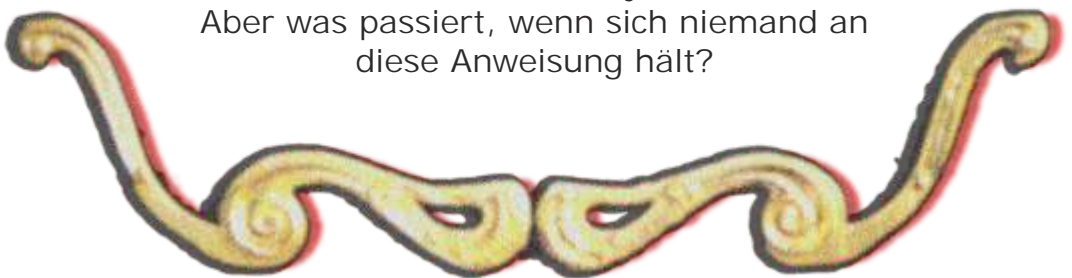 Aber was passiert, wenn sich niemand an
diese Anweisung hält?